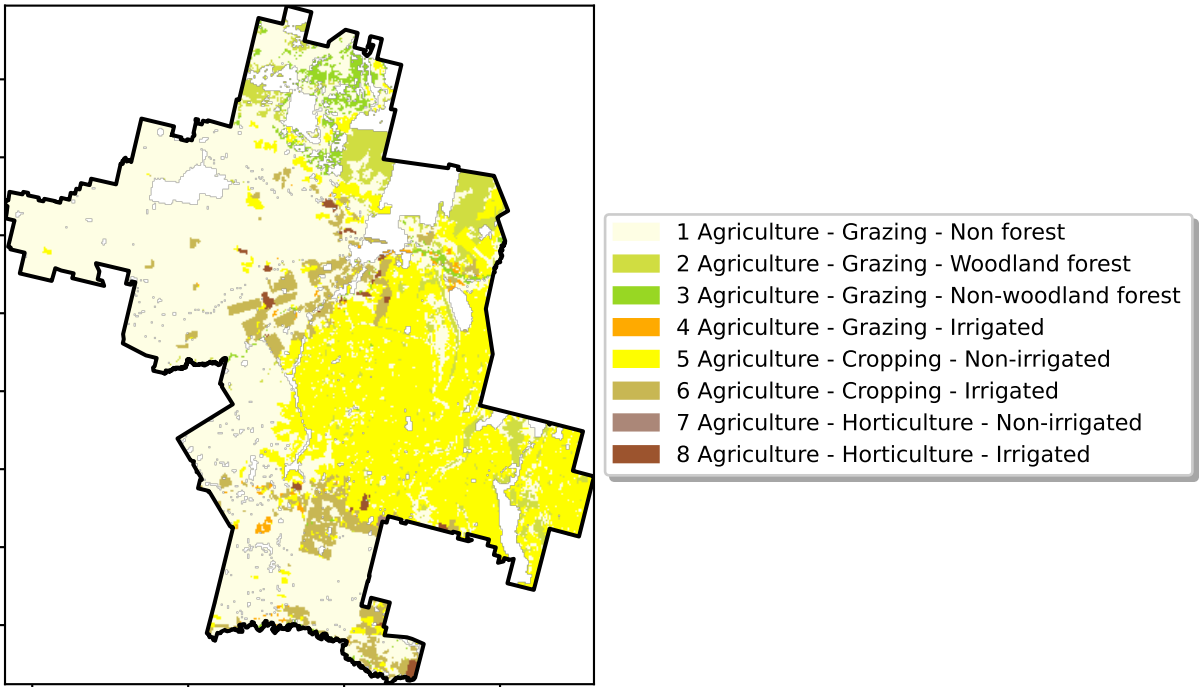 1 Agriculture - Grazing - Non forest
2 Agriculture - Grazing - Woodland forest
3 Agriculture - Grazing - Non-woodland forest
4 Agriculture - Grazing - Irrigated
5 Agriculture - Cropping - Non-irrigated
6 Agriculture - Cropping - Irrigated
7 Agriculture - Horticulture - Non-irrigated
8 Agriculture - Horticulture - Irrigated